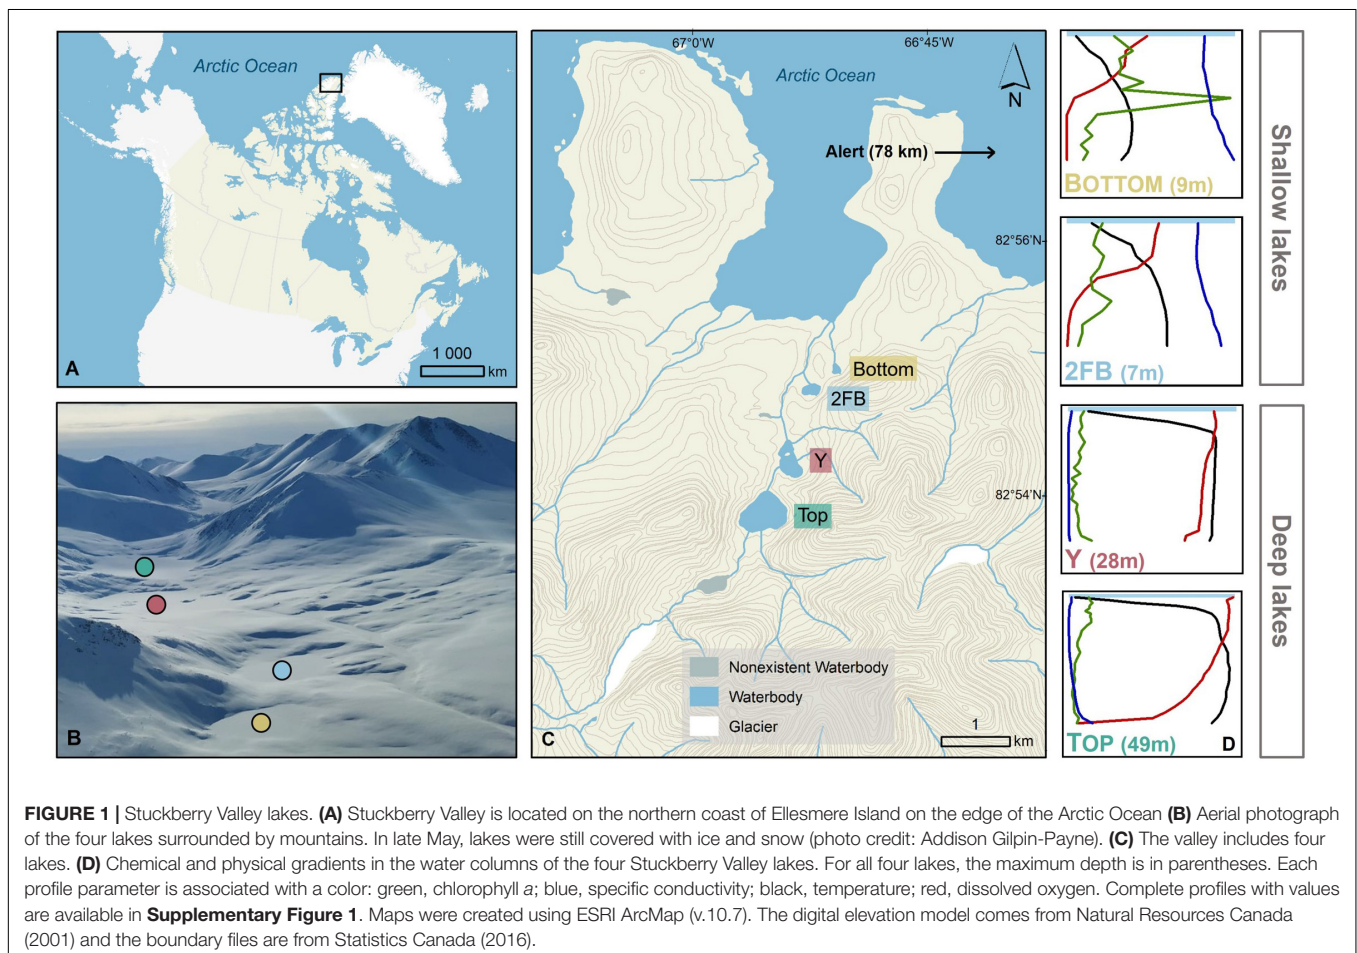 Arctic Ocean
1 000
km
A
B
67°0'W
66°45'W
Arctic Ocean
N
Alert (78 km)
82°56'N
Bottom
2FB
Y
82°54'N
Top
Nonexistent Waterbody
Waterbody
Glacier
1
km
C
BOTTOM (9m)
2FB (7m)
Y (28m)
TOP (49m)
D
Shallow lakes
Deep lakes
FIGURE 1 | Stuckberry Valley lakes. (A) Stuckberry Valley is located on the northern coast of Ellesmere Island on the edge of the Arctic Ocean (B) Aerial photograph
of the four lakes surrounded by mountains. In late May, lakes were still covered with ice and snow (photo credit: Addison Gilpin-Payne). (C) The valley includes four
lakes. (D) Chemical and physical gradients in the water columns of the four Stuckberry Valley lakes. For all four lakes, the maximum depth is in parentheses. Each
profile parameter is associated with a color: green, chlorophyll a; blue, specific conductivity; black, temperature; red, dissolved oxygen. Complete profiles with values
are available in Supplementary Figure 1. Maps were created using ESRI ArcMap (v.10.7). The digital elevation model comes from Natural Resources Canada
(2001) and the boundary files are from Statistics Canada (2016).